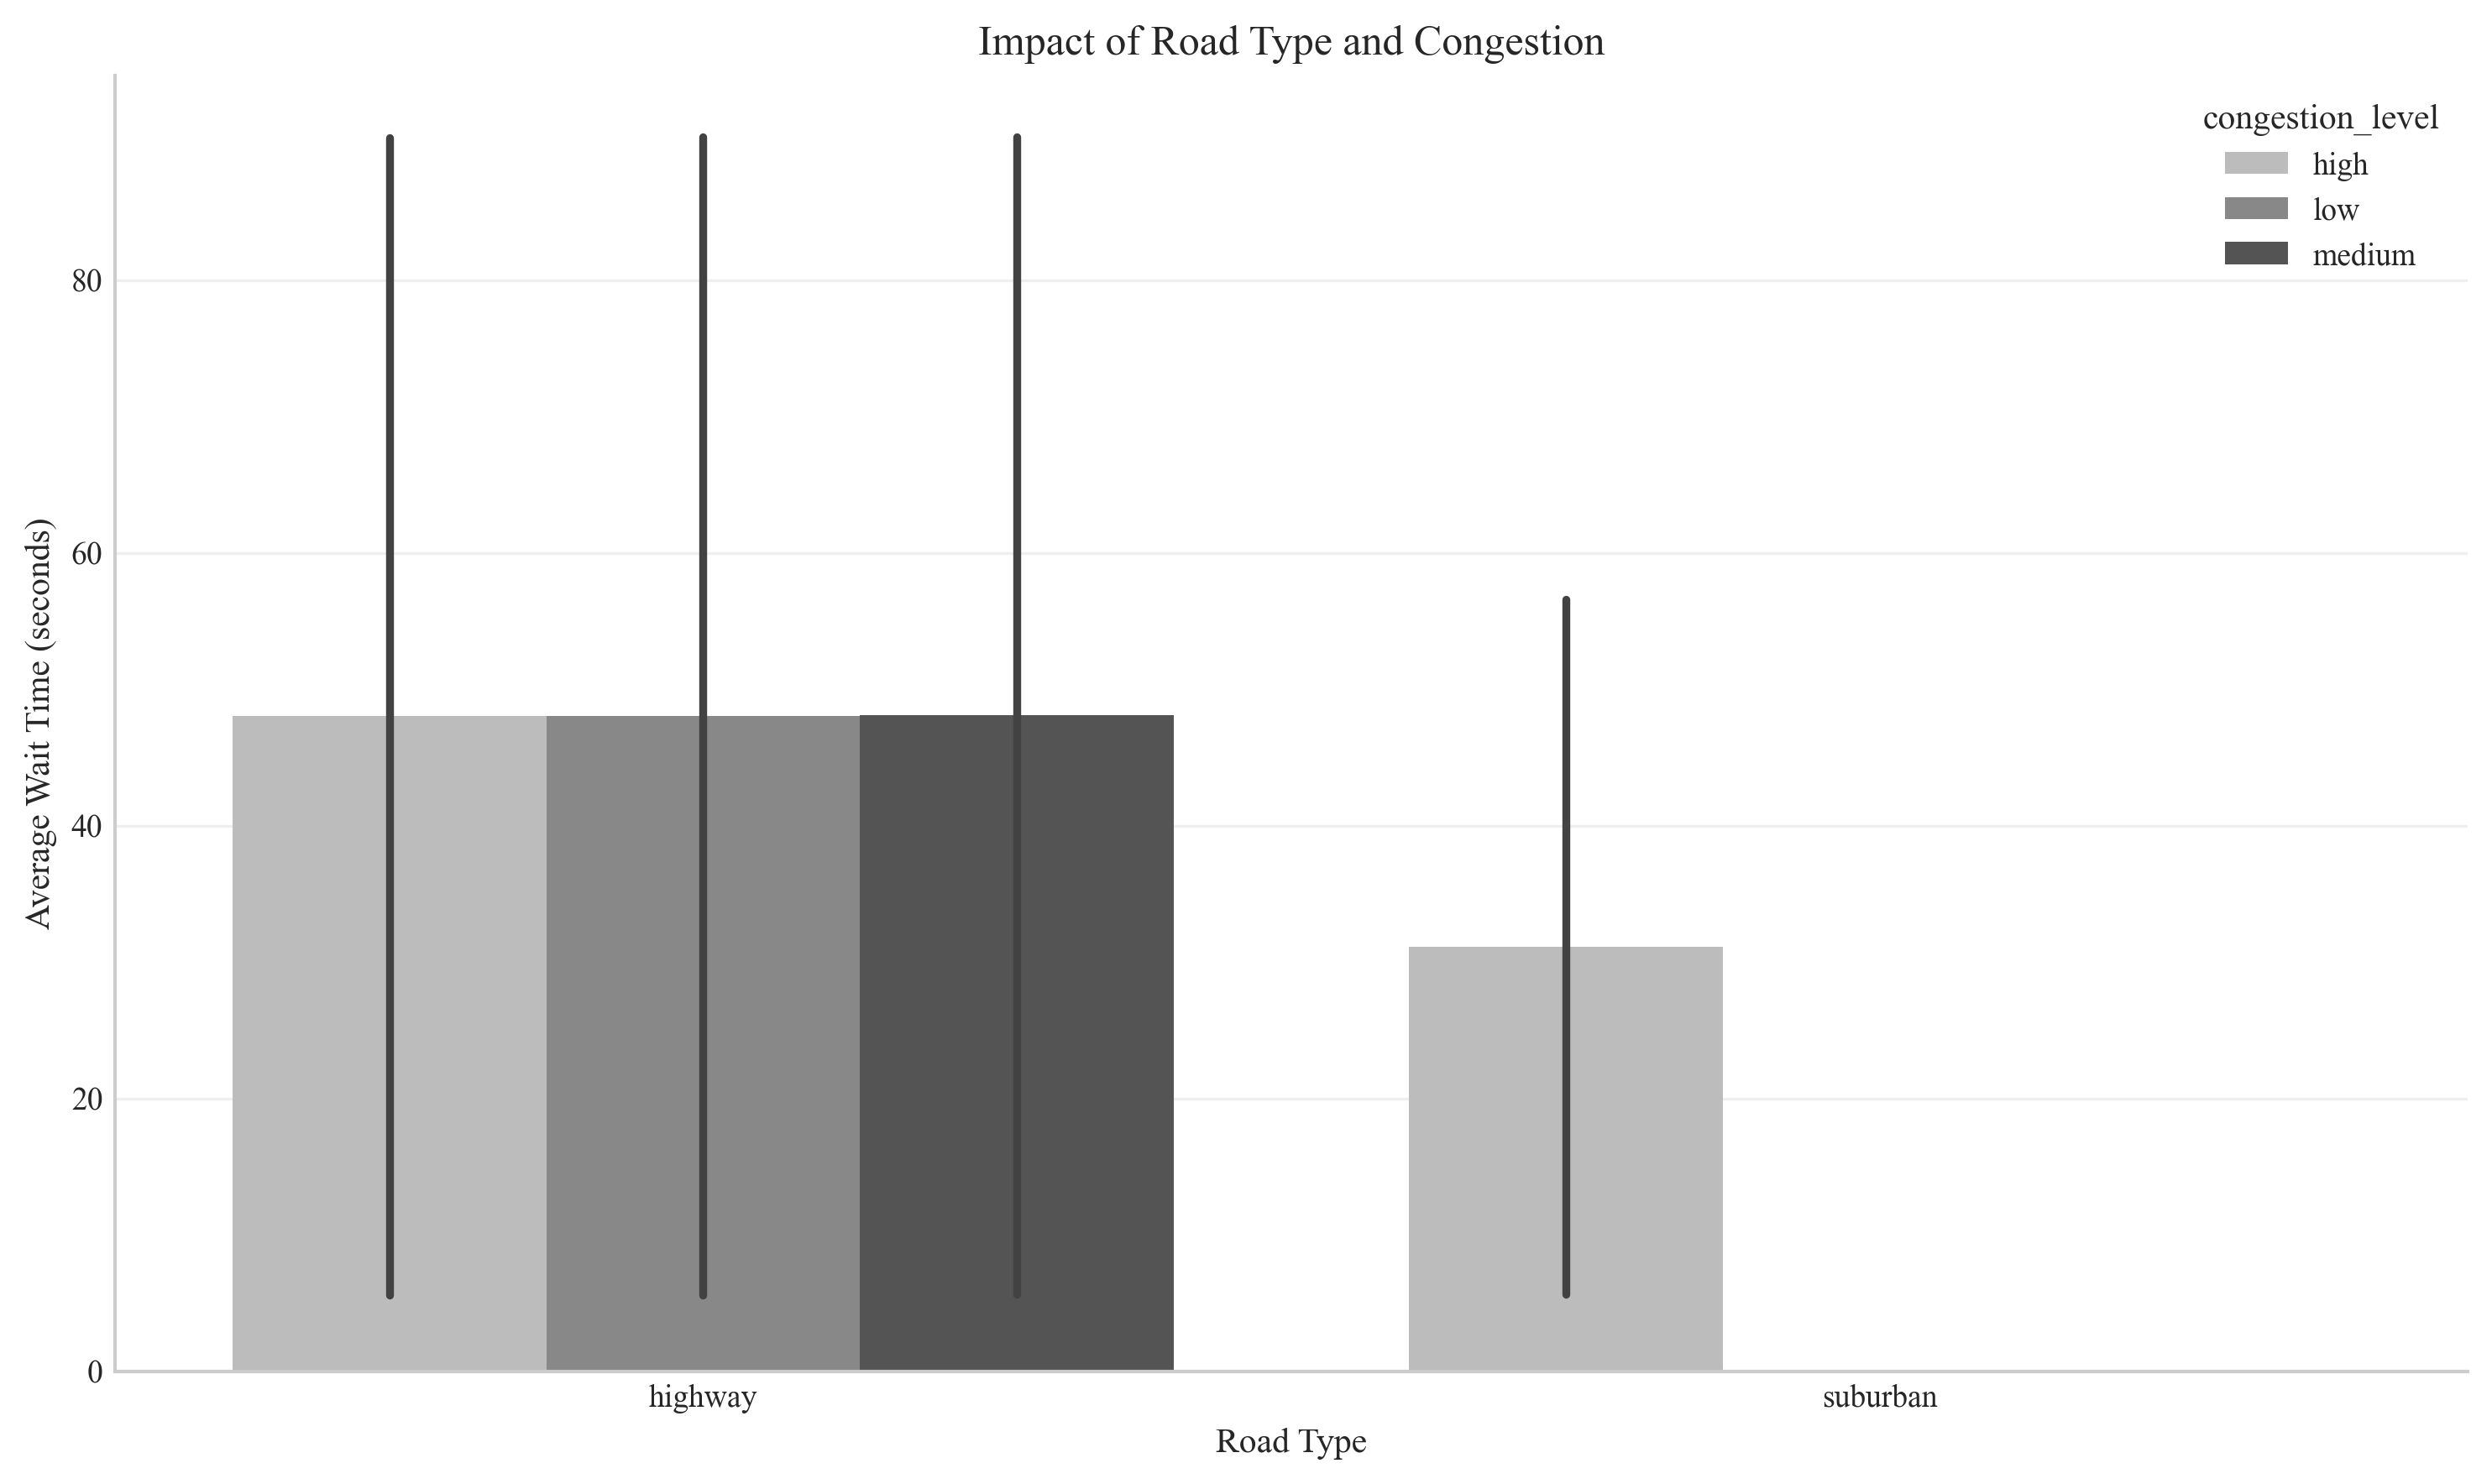 Impact of Road Type and Congestion
congestion_level
high
low
medium
Average Wait Time (seconds)
80
60
40
20
0
highway
suburban
Road Type